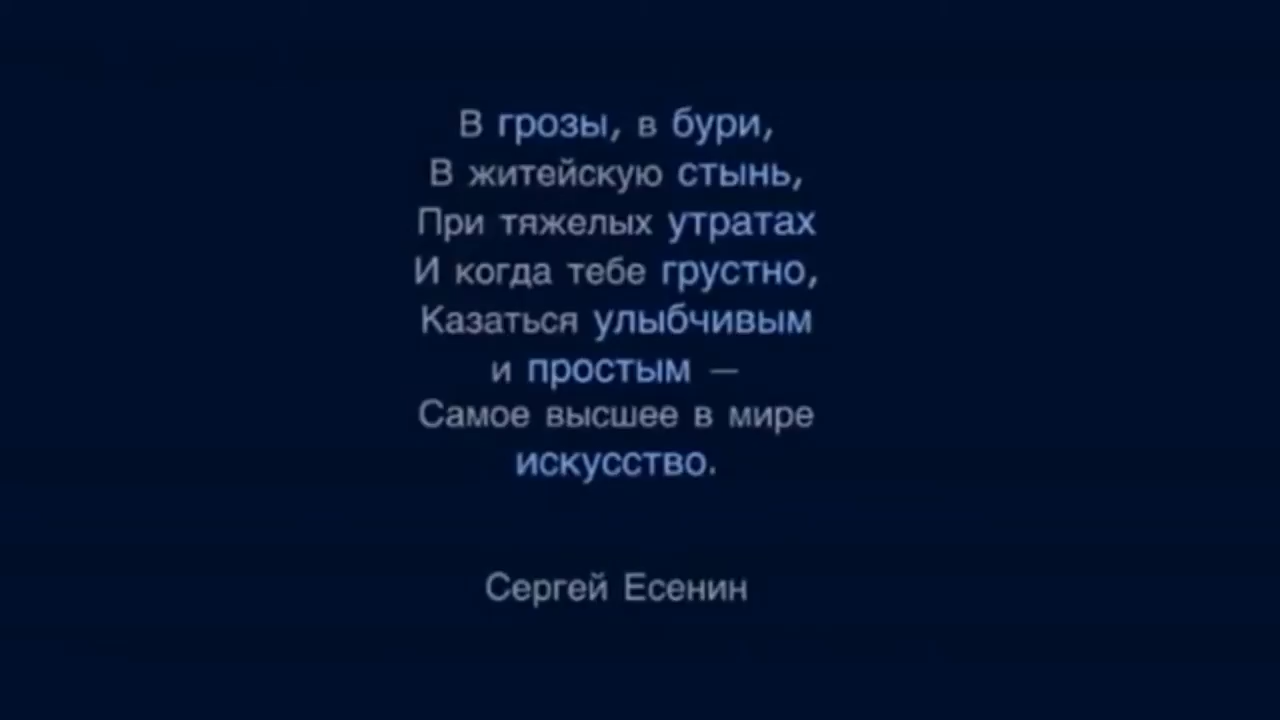 В грозы, в бури,
В житейскую стынь,
При тяжелых утратах
И когда тебе грустно,
Казаться улыбчивым
и простым —
Самое высшее в мире
искусство.
Сергей Есенин